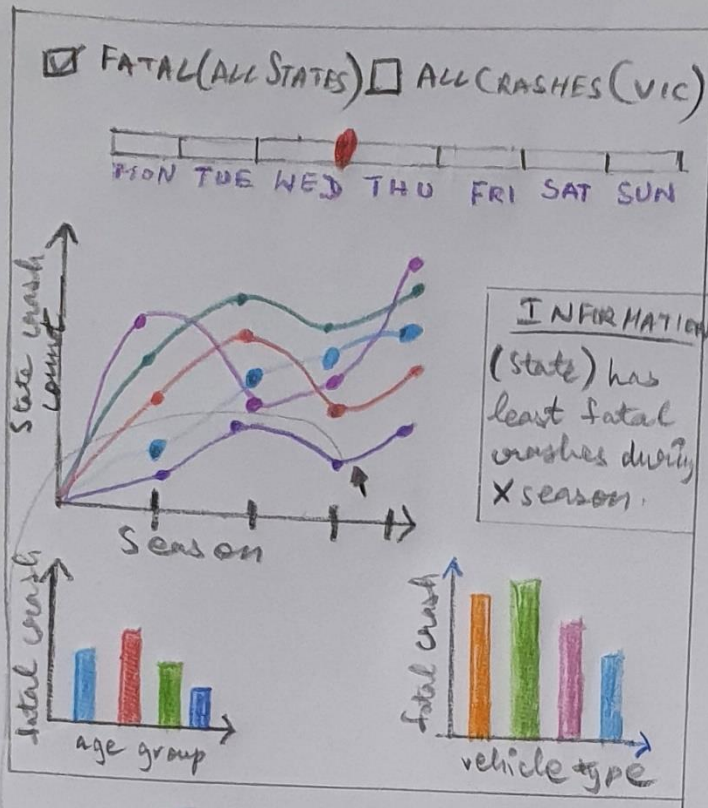 FATAL(ALL STATES) ALL CRASHES (VIC)
MON TUE WED THU FRI SAT SUN
State crash
count
Season
INFORMATION
(State) has
least fatal
crashes during
X season.
fatal crash
age group
fatal crash
vehicle type